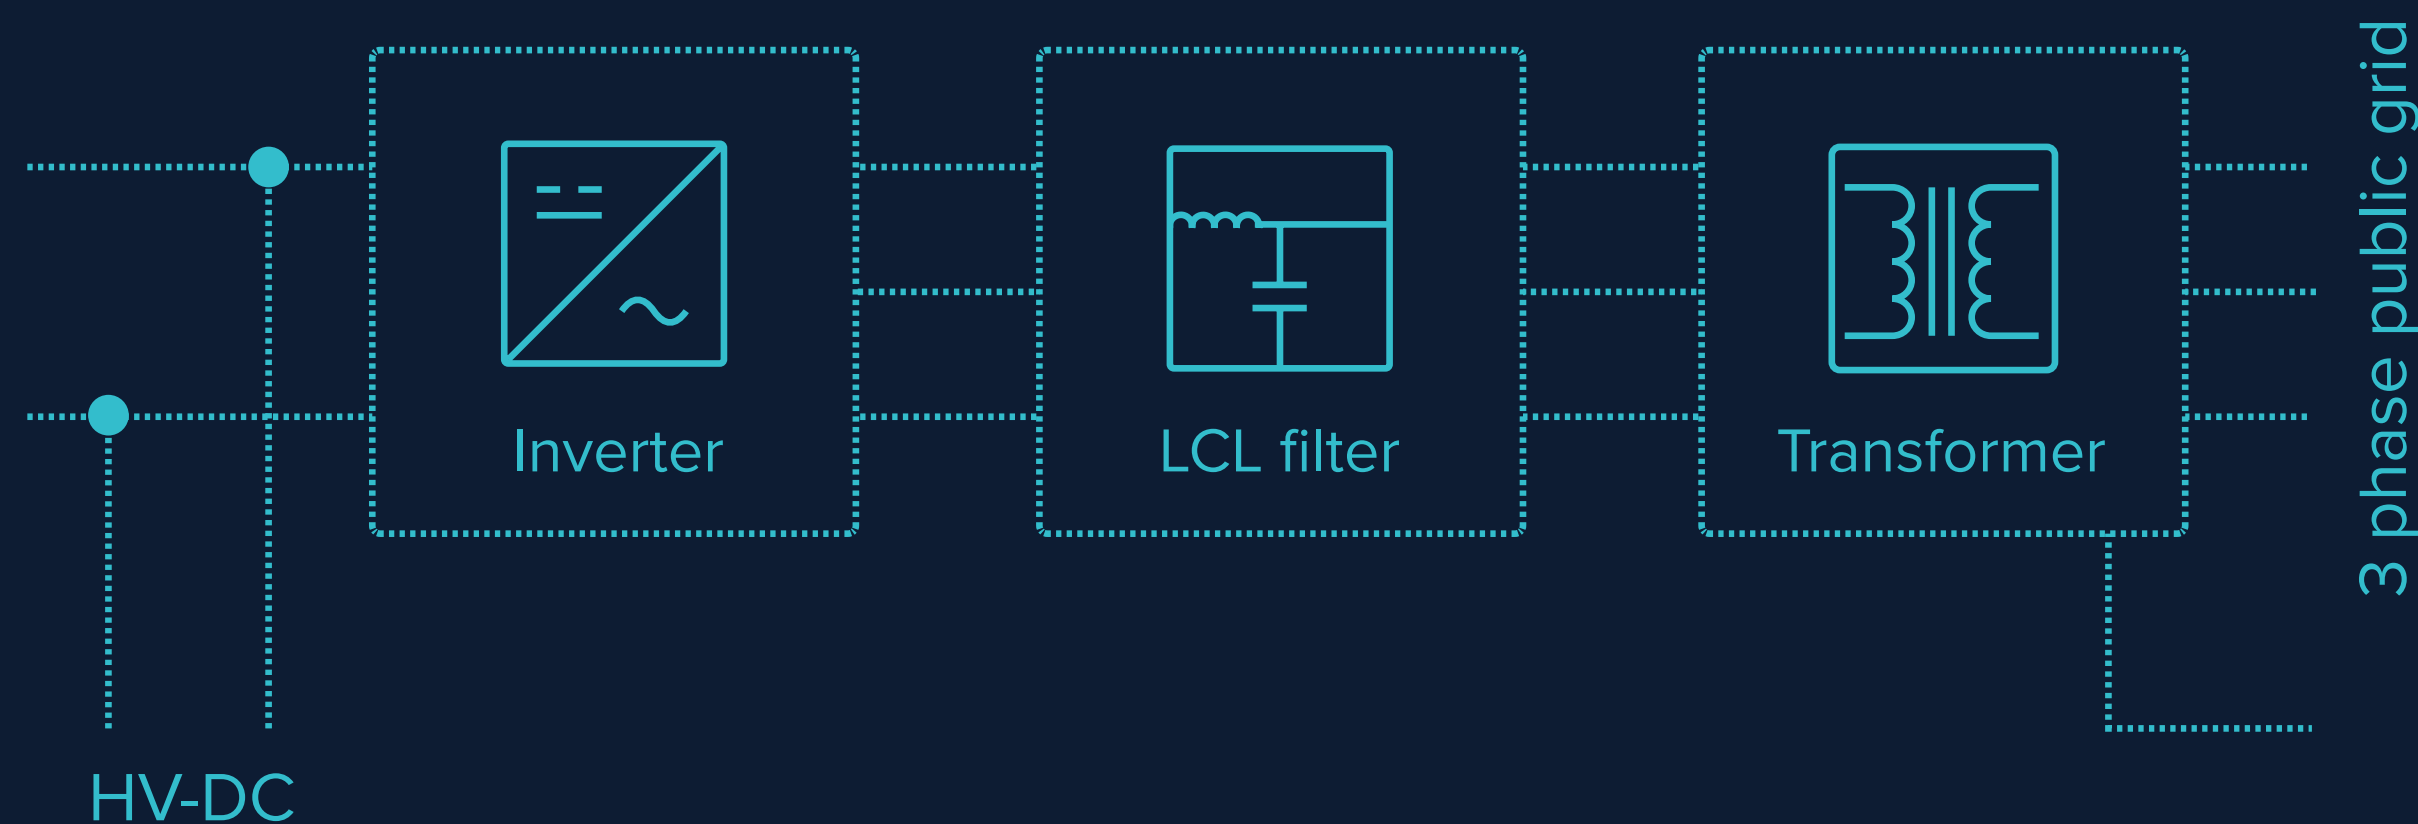 Inverter
LCL filter
Transformer
3 phase public grid
HV-DC